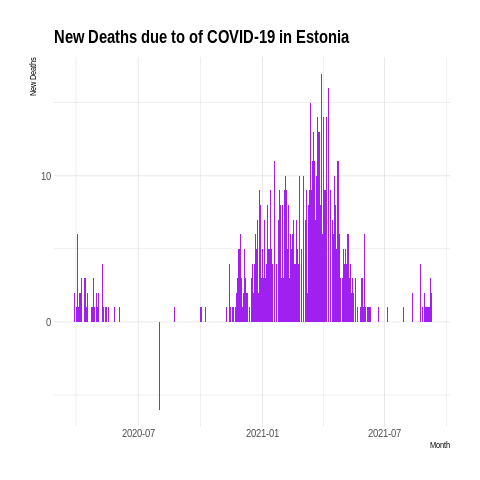 New Deaths due to of COVID-19 in Estonia
New Deaths
10
0
2020-07
2021-01
2021-07
Month